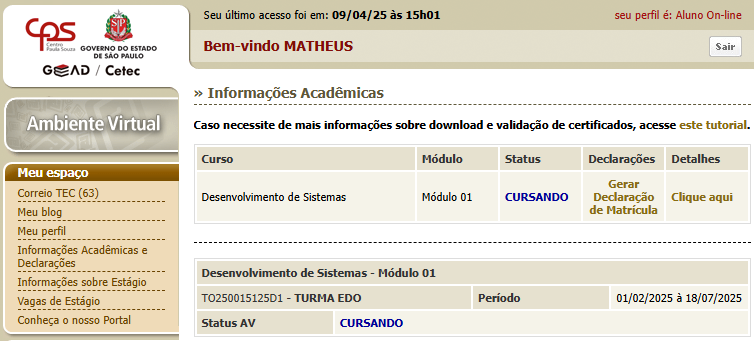 cps
Centro
Paula Souza
GOVERNO DO ESTADO
DE SÃO PAULO
GEAD / Cetec
Seu último acesso foi em: 09/04/25 às 15h01
seu perfil é: Aluno On-line
Bem-vindo MATHEUS
Sair
Ambiente Virtual
Meu espaço
Correio TEC (63)
Meu blog
Meu perfil
Informações Acadêmicas e
Declarações
Informações sobre Estágio
Vagas de Estágio
Conheça o nosso Portal
» Informações Acadêmicas
Caso necessite de mais informações sobre download e validação de certificados, acesse este tutorial.
Curso Módulo Status Declarações Detalhes
Desenvolvimento de Sistemas Módulo 01 CURSANDO Gerar Declaração de Matrícula Clique aqui
Desenvolvimento de Sistemas - Módulo 01
TO250015125D1 - TURMA EDO Período 01/02/2025 à 18/07/2025
Status AV CURSANDO